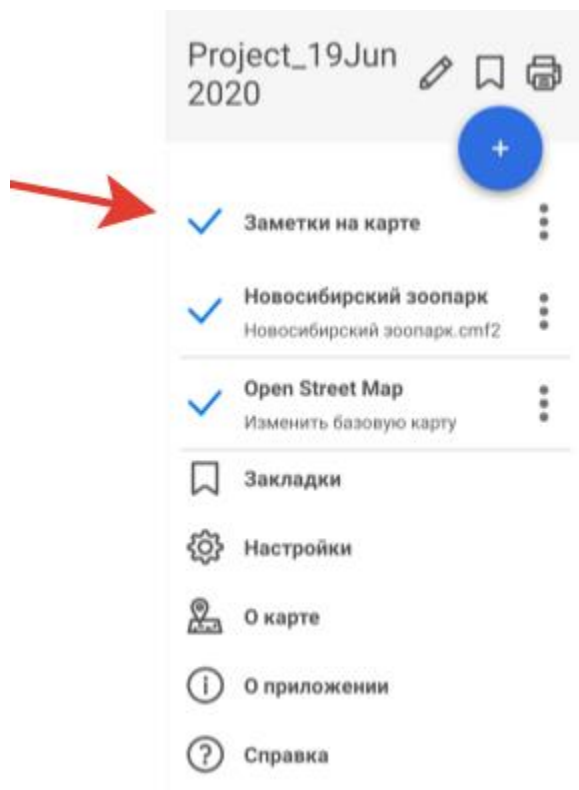 Project_19Jun
2020
+
Заметки на карте
Новосибирский зоопарк
Новосибирский зоопарк.cmf2
Open Street Map
Изменить базовую карту
Закладки
Настройки
О карте
О приложении
Справка